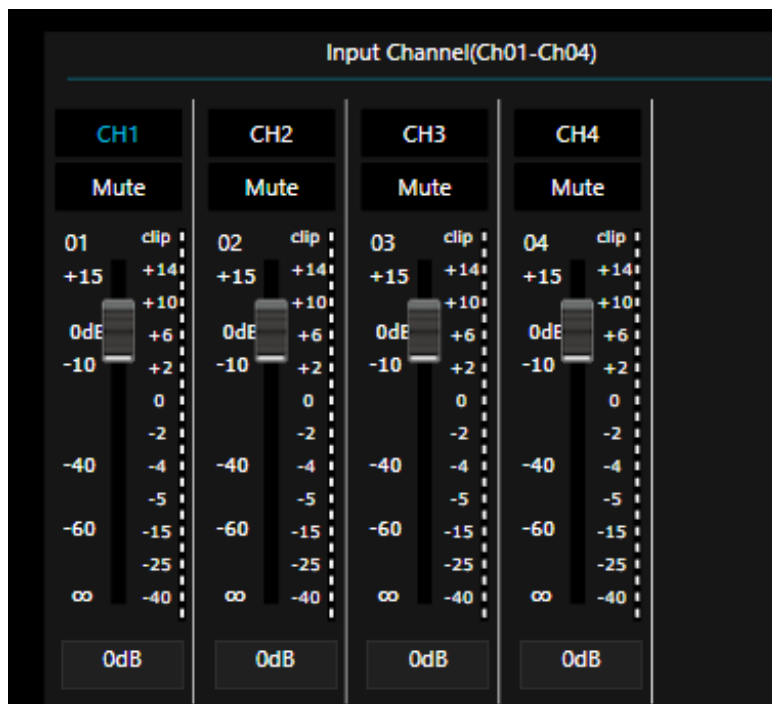 Input Channel(Ch01-Ch04)
CH1 CH2 CH3 CH4
Mute Mute Mute Mute
01 clip 02 clip 03 clip 04 clip
+15 +14 +15 +14 +15 +14 +15 +14
+10 +10 +10 +10
0dB +6 0dB +6 0dB +6 0dB +6
-10 +2 -10 +2 -10 +2 -10 +2
0 0 0 0
-2 -2 -2 -2
-40 -4 -40 -4 -40 -4 -40 -4
-5 -5 -5 -5
-60 -15 -60 -15 -60 -15 -60 -15
-25 -25 -25 -25
∞ -40 ∞ -40 ∞ -40 ∞ -40
0dB 0dB 0dB 0dB